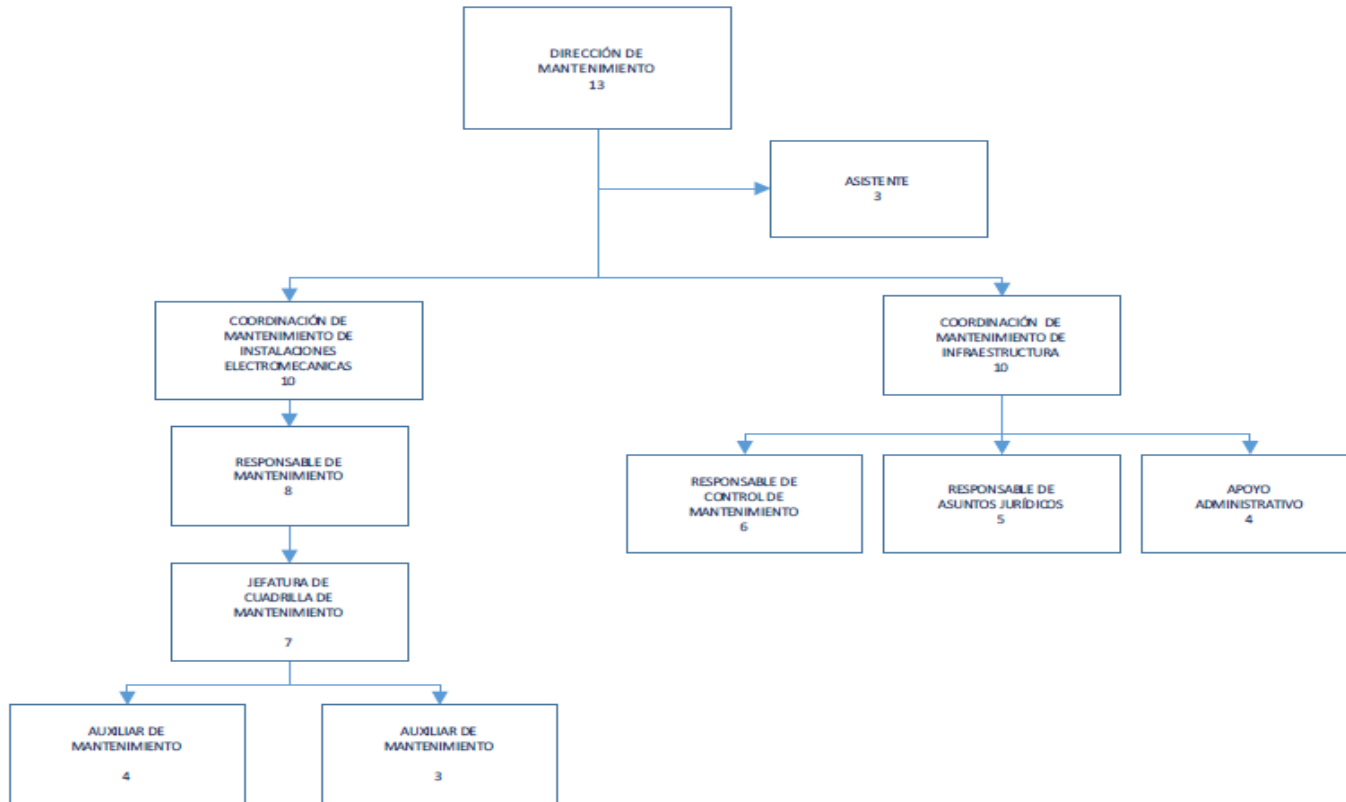 DIRECCIÓN DE
MANTENIMIENTO
13
ASISTENTE
3
COORDINACIÓN DE
MANTENIMIENTO DE
INSTALACIONES
ELECTROMECANICAS
10
COORDINACIÓN DE
MANTENIMIENTO DE
INFRAESTRUCTURA
10
RESPONSABLE DE
MANTENIMIENTO
8
RESPONSABLE DE
CONTROL DE
MANTENIMIENTO
6
RESPONSABLE DE
ASUNTOS JURÍDICOS
5
APOYO
ADMINISTRATIVO
4
JEFATURA DE
CUADRILLA DE
MANTENIMIENTO
7
AUXILIAR DE
MANTENIMIENTO
4
AUXILIAR DE
MANTENIMIENTO
3